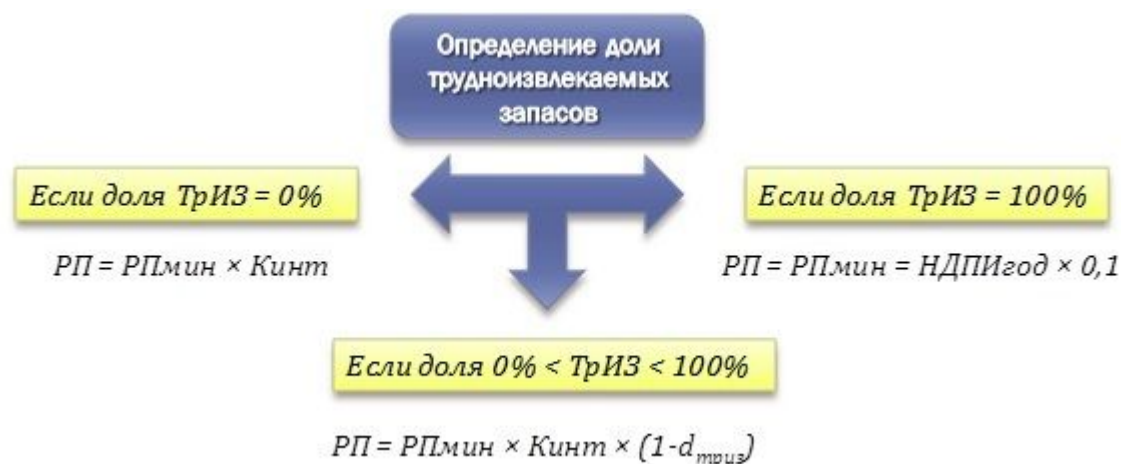 Определение доли
трудноизвлекаемых
запасов
Если доля ТрИЗ = 0%
РП = РПмин × Кинт
Если доля ТрИЗ = 100%
РП = РПмин = НДПИгод × 0,1
Если доля 0% < ТрИЗ < 100%
РП = РПмин × Кинт × (1-dтриз)